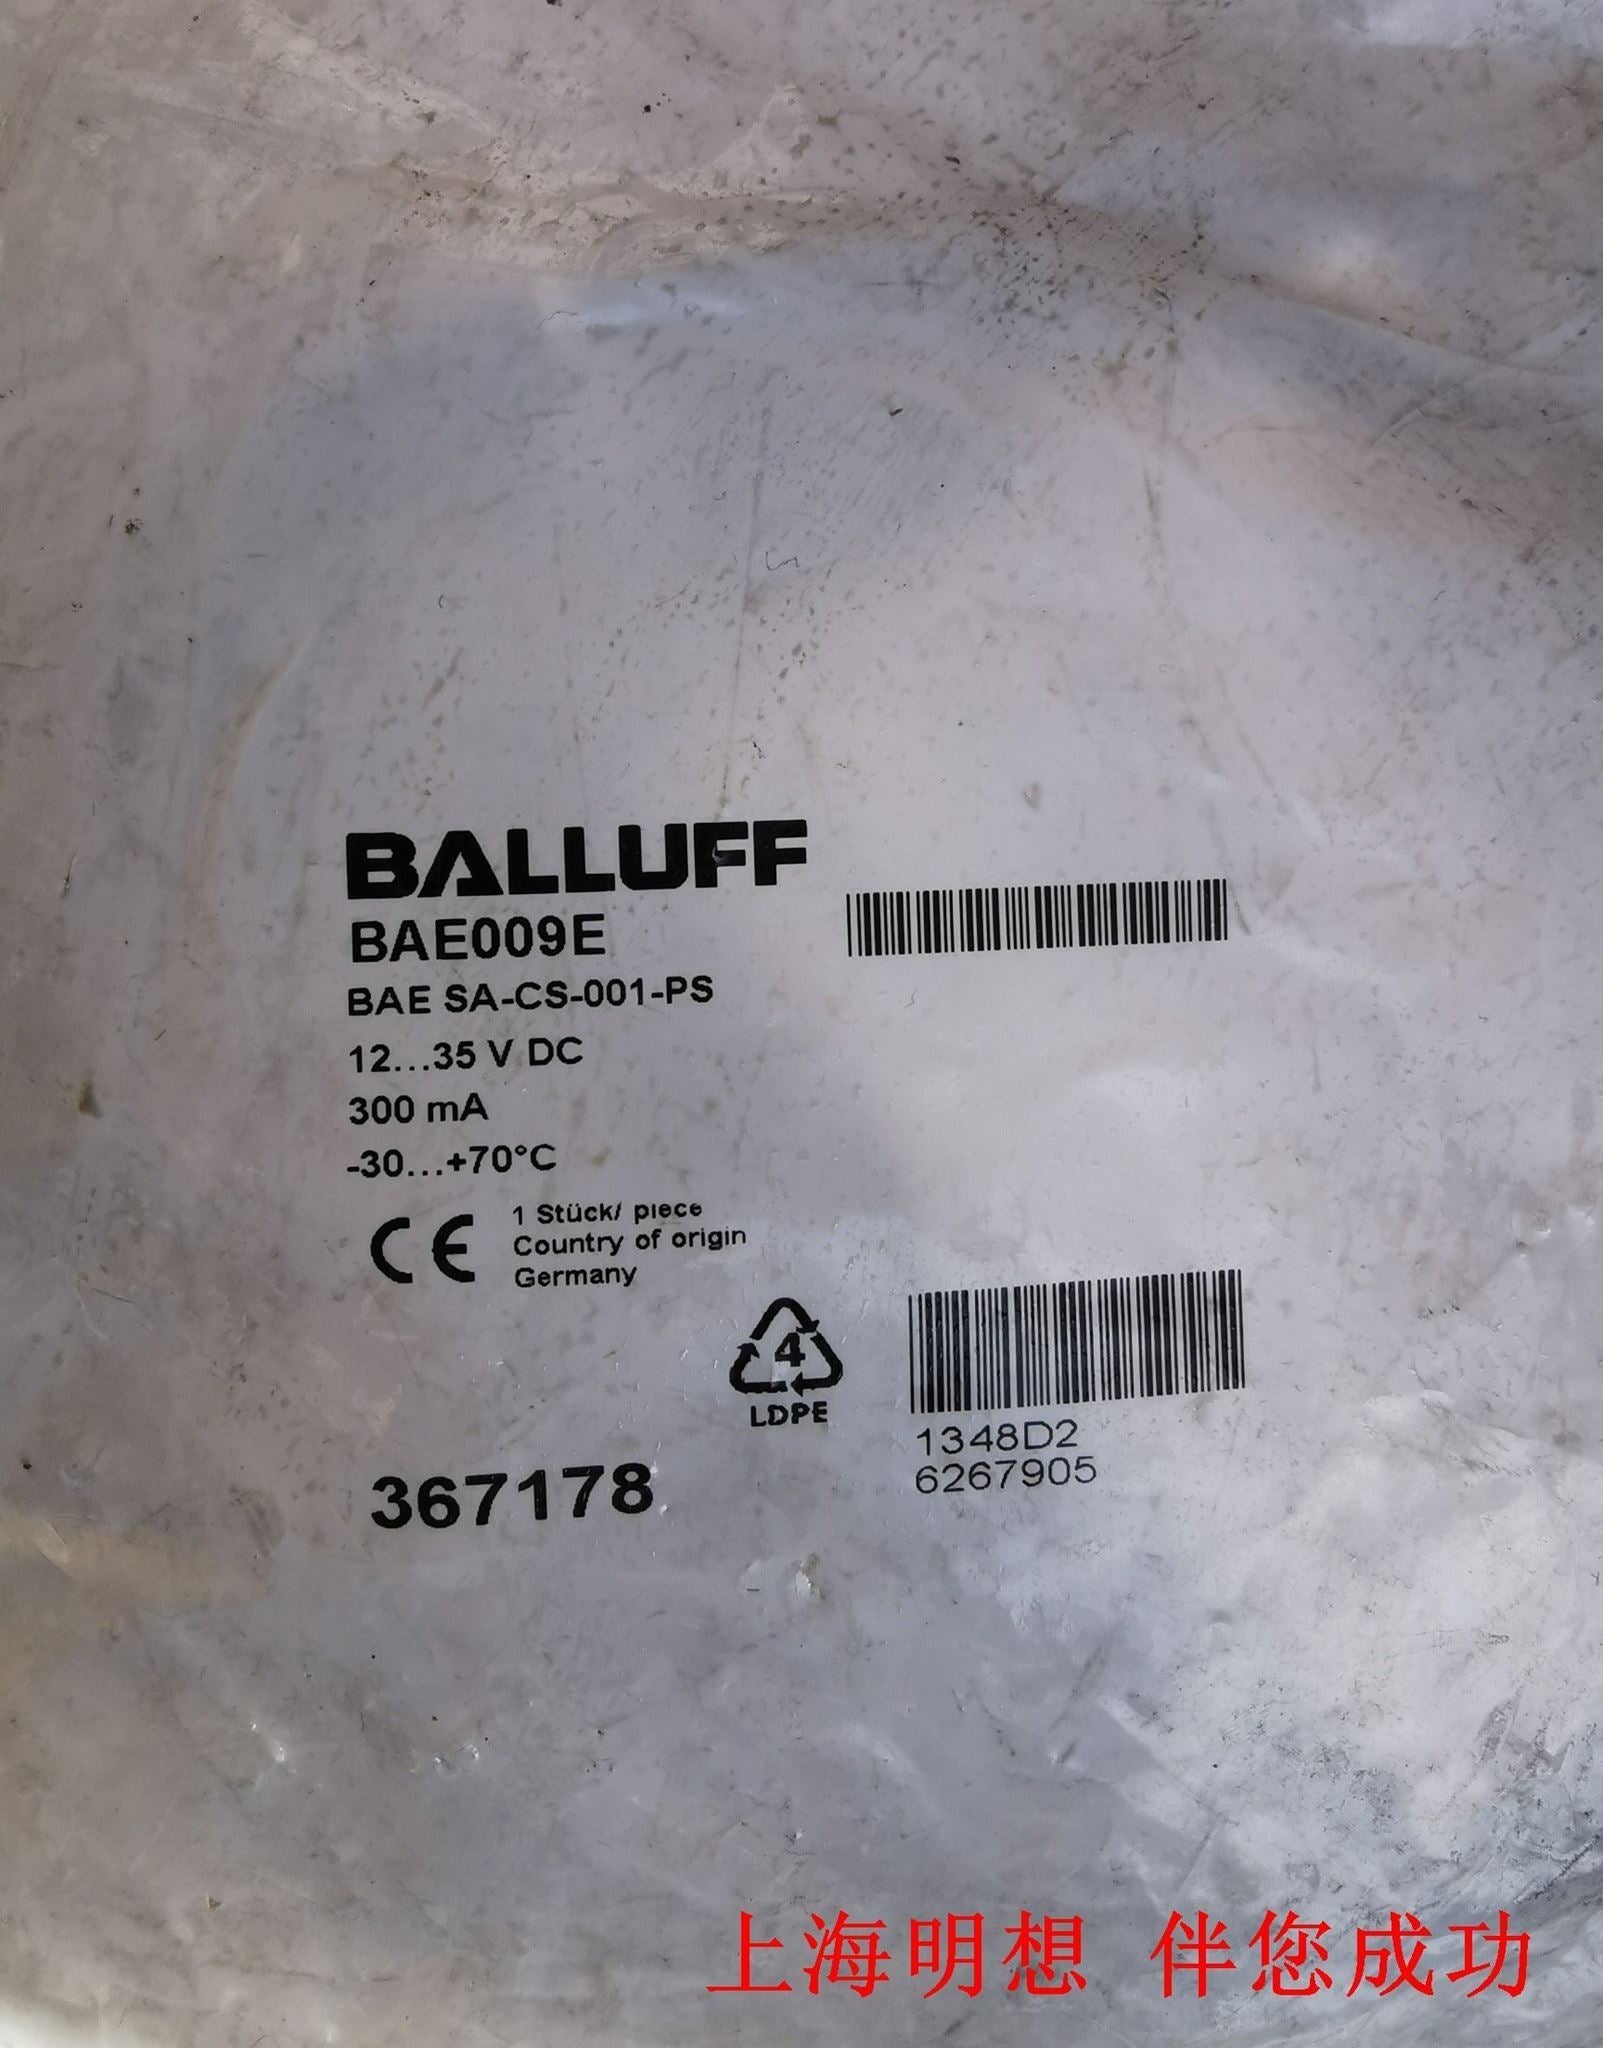 BALLUFF
BAE009E
BAE SA-CS-001-PS
12...35 V DC
300 mA
-30...+70°C
CE
1 Stück/ piece
Country of origin
Germany
4
LDPE
1348D2
6267905
367178
上海明想 伴您成功